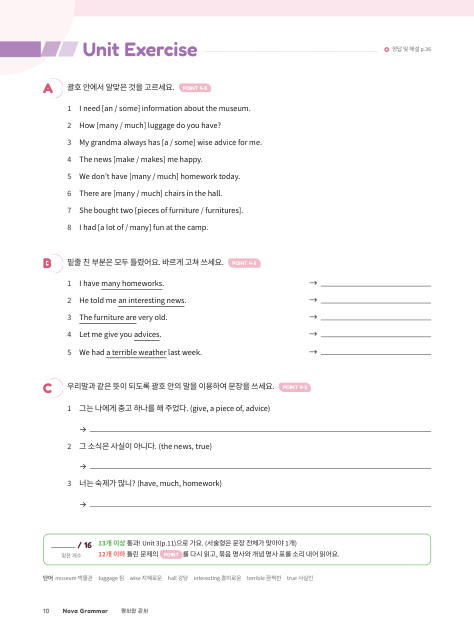 Unit Exercise
정답 및 해설 p.36
A 괄호 안에서 알맞은 것을 고르세요.
1 I need [an / some] information about the museum.
2 How [many / much] luggage do you have?
3 My grandma always has [a / some] wise advice for me.
4 The news [make / makes] me happy.
5 We don't have [many / much] homework today.
6 There are [many / much] chairs in the hall.
7 She bought two [pieces of furniture / furnitures].
8 I had [a lot of / many] fun at the camp.
B 밑줄 친 부분은 모두 틀렸어요. 바르게 고쳐 쓰세요.
1 I have many homeworks. →
2 He told me an interesting news. →
3 The furniture are very old. →
4 Let me give you advices. →
5 We had a terrible weather last week. →
C 우리말과 같은 뜻이 되도록 괄호 안의 말을 이용하여 문장을 쓰세요.
1 그는 나에게 충고 하나를 해 주었다. (give, a piece of, advice)
→
2 그 소식은 사실이 아니다. (the news, true)
→
3 너는 숙제가 많니? (have, much, homework)
→
/ 16
맞은 개수
13개 이상 통과! Unit 3(p.11)으로 가요. (서술형은 문장 전체가 맞아야 1개)
12개 이하 틀린 문제의 POINT를 다시 읽고, 묶음 명사와 개념 명사 표를 소리 내어 읽어요.
단어 museum 박물관 luggage 짐 wise 지혜로운 hall 강당 interesting 흥미로운 terrible 끔찍한 true 사실인
10 Nova Grammar